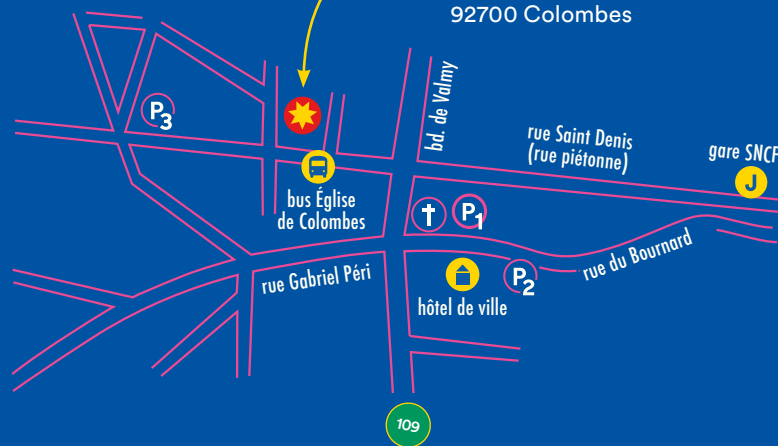 92700 Colombes
bd. de Valmy
P3
rue Saint Denis
(rue piétonne)
gare SNCF
J
bus Église
de Colombes
P1
rue Gabriel Péri
rue du Bournard
P2
hôtel de ville
109